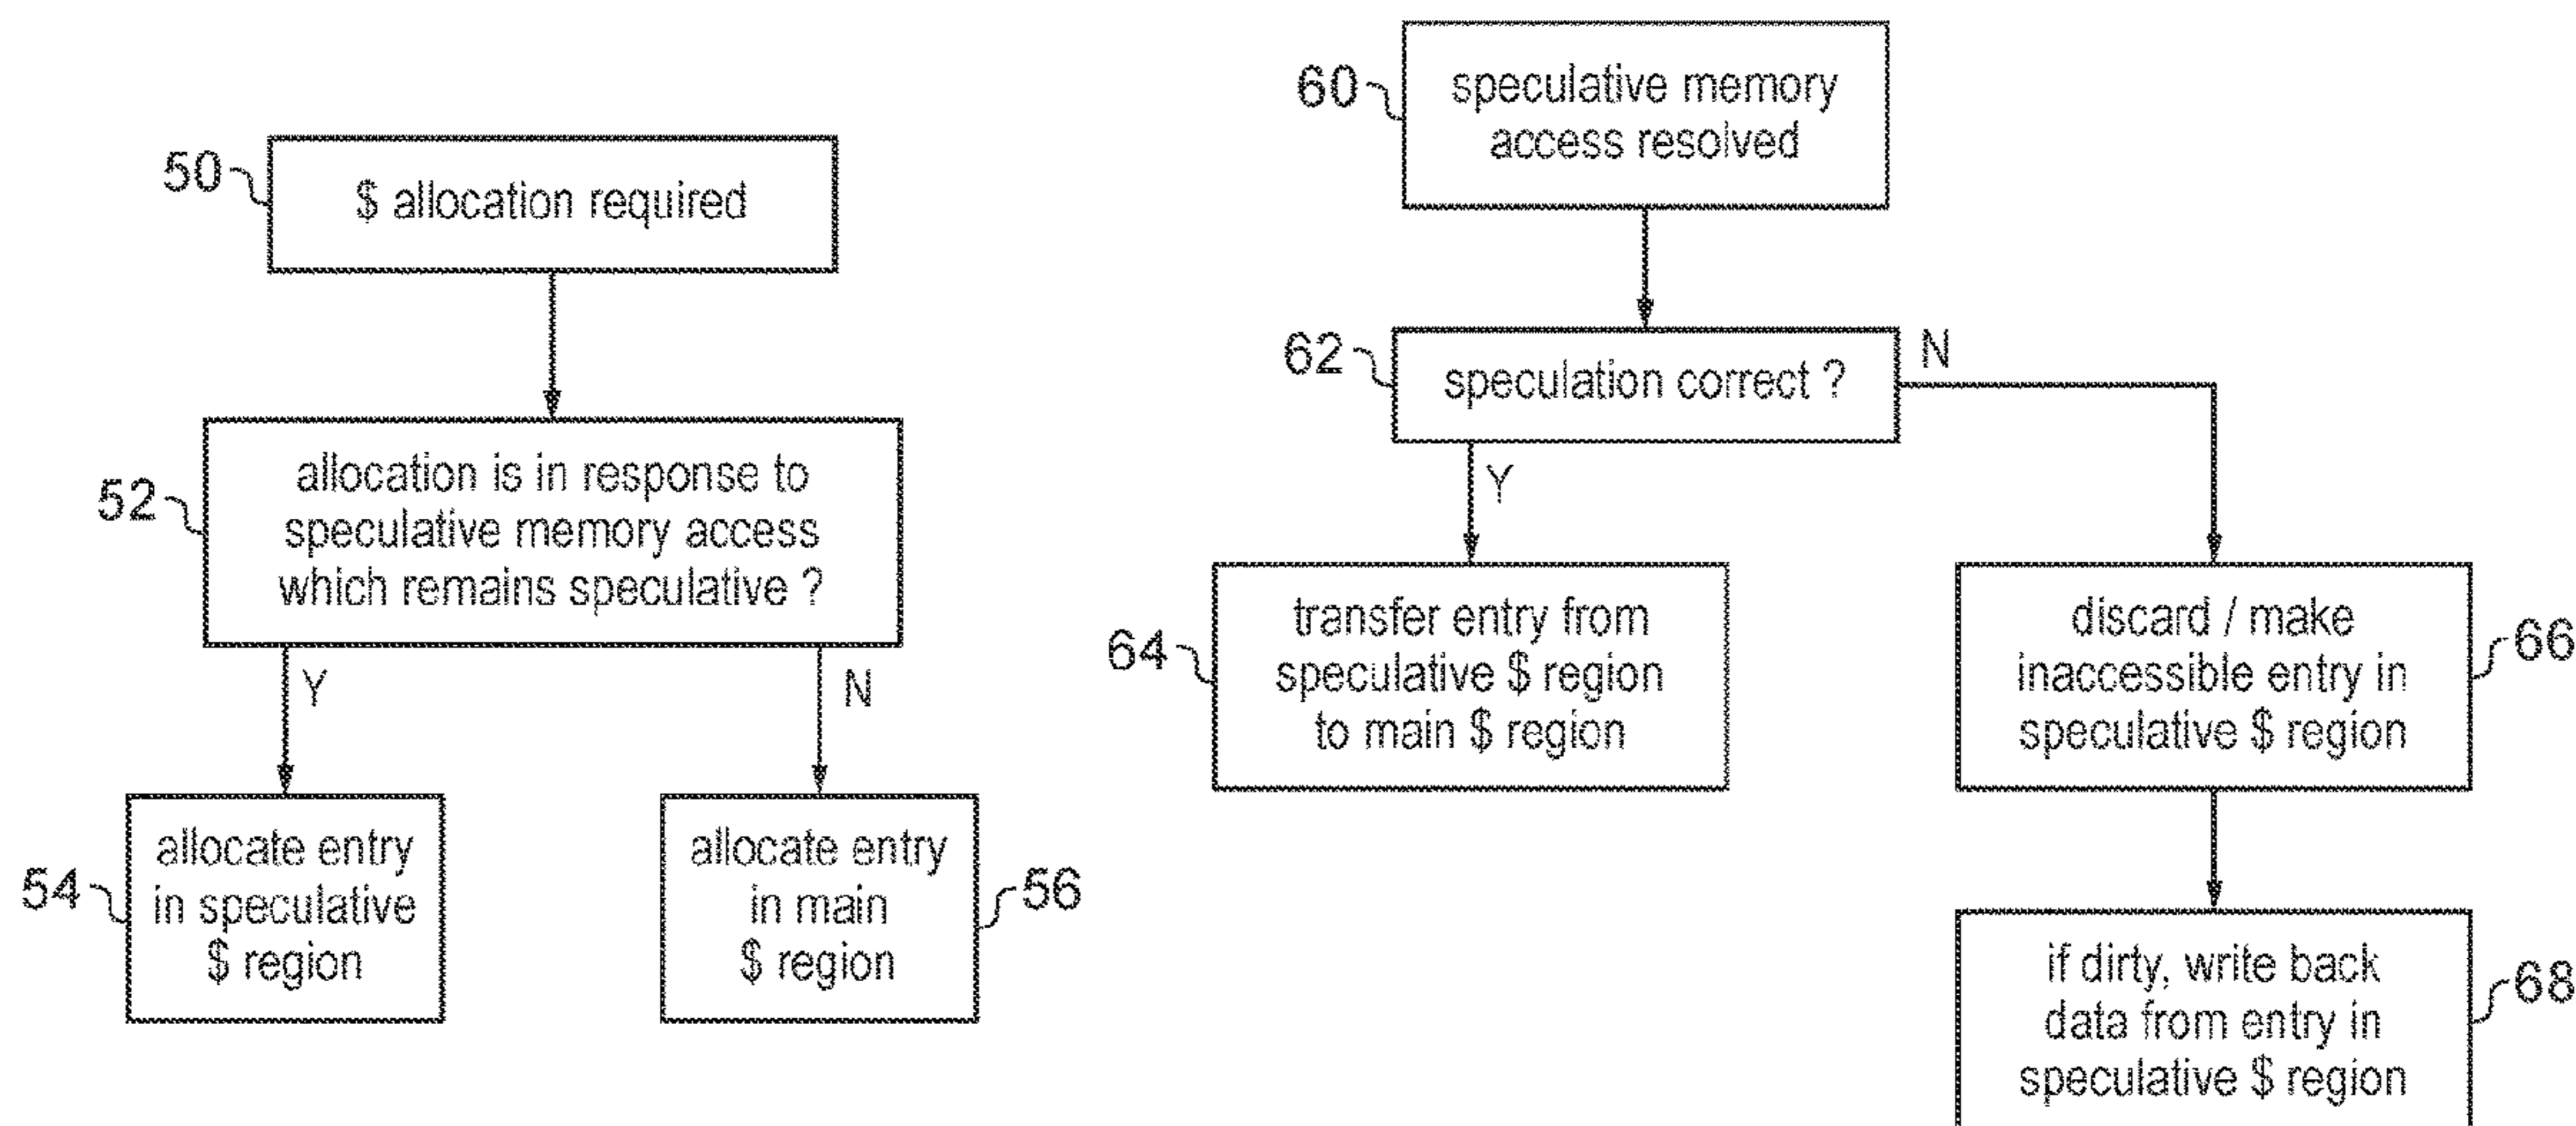 50
$ allocation required
52
allocation is in response to
speculative memory access
which remains speculative ?
Y
N
54
allocate entry
in speculative
$ region
allocate entry
in main
$ region
56
60
speculative memory
access resolved
62
speculation correct ?
N
Y
64
transfer entry from
speculative $ region
to main $ region
discard / make
inaccessible entry in
speculative $ region
66
if dirty, write back
data from entry in
speculative $ region
68